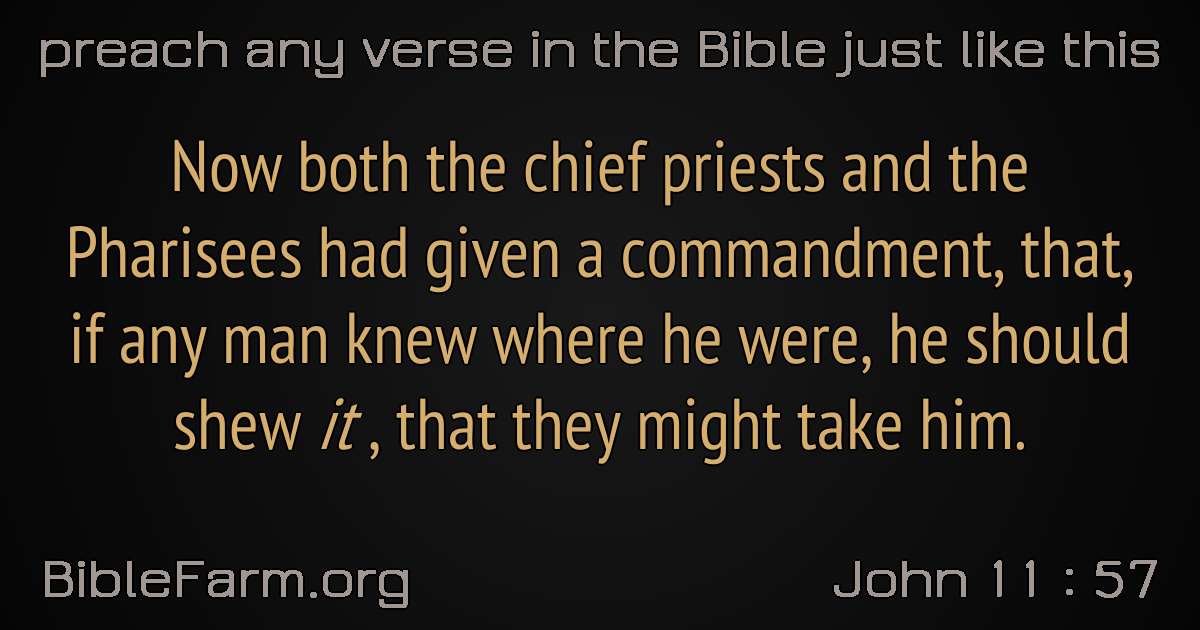 preach any verse in the Bible just like this
Now both the chief priests and the
Pharisees had given a commandment, that,
if any man knew where he were, he should
shew it , that they might take him.
BibleFarm.org
John 11 : 57